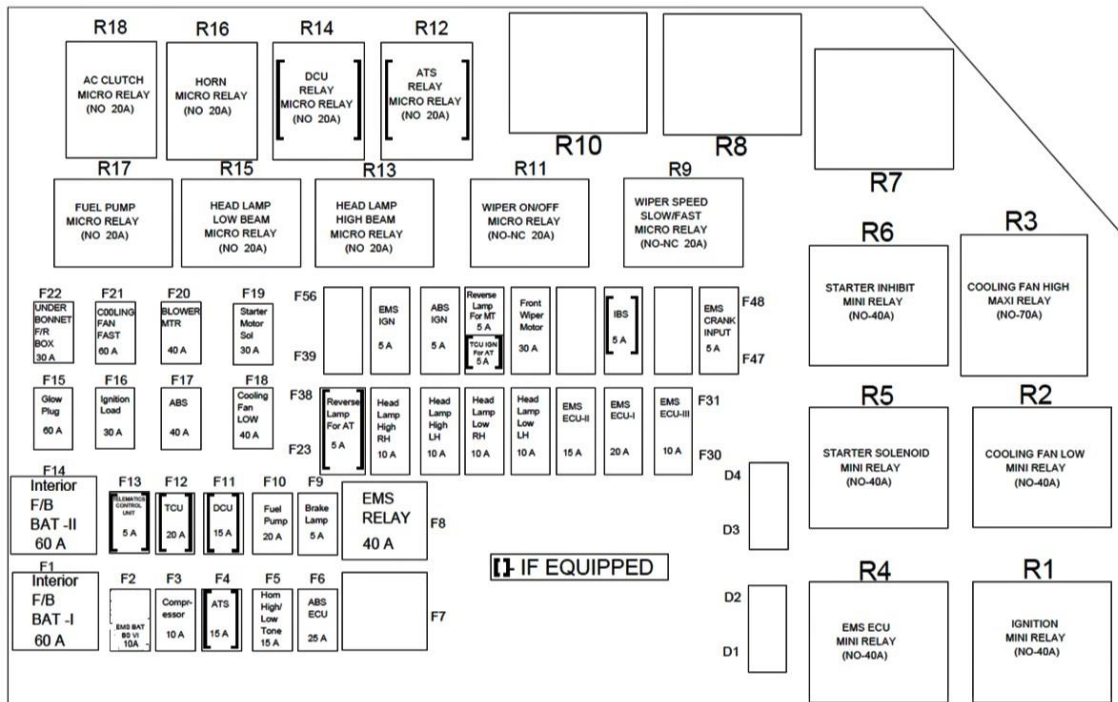 R18
R16
R14
R12
AC CLUTCH
MICRO RELAY
(NO 20A)
HORN
MICRO RELAY
(NO 20A)
DCU
RELAY
MICRO RELAY
(NO 20A)
ATS
RELAY
MICRO RELAY
(NO 20A)
R10
R8
R7
R17
R15
R13
R11
R9
FUEL PUMP
MICRO RELAY
(NO 20A)
HEAD LAMP
LOW BEAM
MICRO RELAY
(NO 20A)
HEAD LAMP
HIGH BEAM
MICRO RELAY
(NO 20A)
WIPER ON/OFF
MICRO RELAY
(NO-NC 20A)
WIPER SPEED
SLOW/FAST
MICRO RELAY
(NO-NC 20A)
R6
R3
STARTER INHIBIT
MINI RELAY
(NO-40A)
COOLING FAN HIGH
MAXI RELAY
(NO-70A)
F22
F21
F20
F19
UNDER
BONNET
F/R
BOX
30 A
COOLING
FAN
FAST
60 A
BLOWER
MTR
40 A
Starter
Motor
Sol
30 A
F56
F39
EMS
IGN
5 A
ABS
IGN
5 A
Reverse
Lamp
For MT
5 A
TCU IGN
For AT
5 A
Front
Wiper
Motor
30 A
IBS
5 A
EMS
CRANK
INPUT
5 A
F48
F47
F15
F16
F17
F18
Glow
Plug
60 A
Ignition
Load
30 A
ABS
40 A
Cooling
Fan
LOW
40 A
F38
F23
Reverse
Lamp
For AT
5 A
Head
Lamp
High
RH
10 A
Head
Lamp
High
LH
10 A
Head
Lamp
Low
RH
10 A
Head
Lamp
Low
LH
10 A
EMS
ECU-II
15 A
EMS
ECU-I
20 A
EMS
ECU-III
10 A
F31
F30
R5
R2
STARTER SOLENOID
MINI RELAY
(NO-40A)
COOLING FAN LOW
MINI RELAY
(NO-40A)
F14
F13
F12
F11
F10
F9
Interior
F/B
BAT -II
60 A
TELEMATICS
CONTROL
UNIT
5 A
TCU
20 A
DCU
15 A
Fuel
Pump
20 A
Brake
Lamp
5 A
EMS
RELAY
40 A
F8
D4
D3
[]- IF EQUIPPED
F1
F2
F3
F4
F5
F6
Interior
F/B
BAT -I
60 A
EMS BAT
BS VI
10A
Compr-
essor
10 A
ATS
15 A
Horn
High/
Low
Tone
15 A
ABS
ECU
25 A
F7
D2
D1
R4
R1
EMS ECU
MINI RELAY
(NO-40A)
IGNITION
MINI RELAY
(NO-40A)